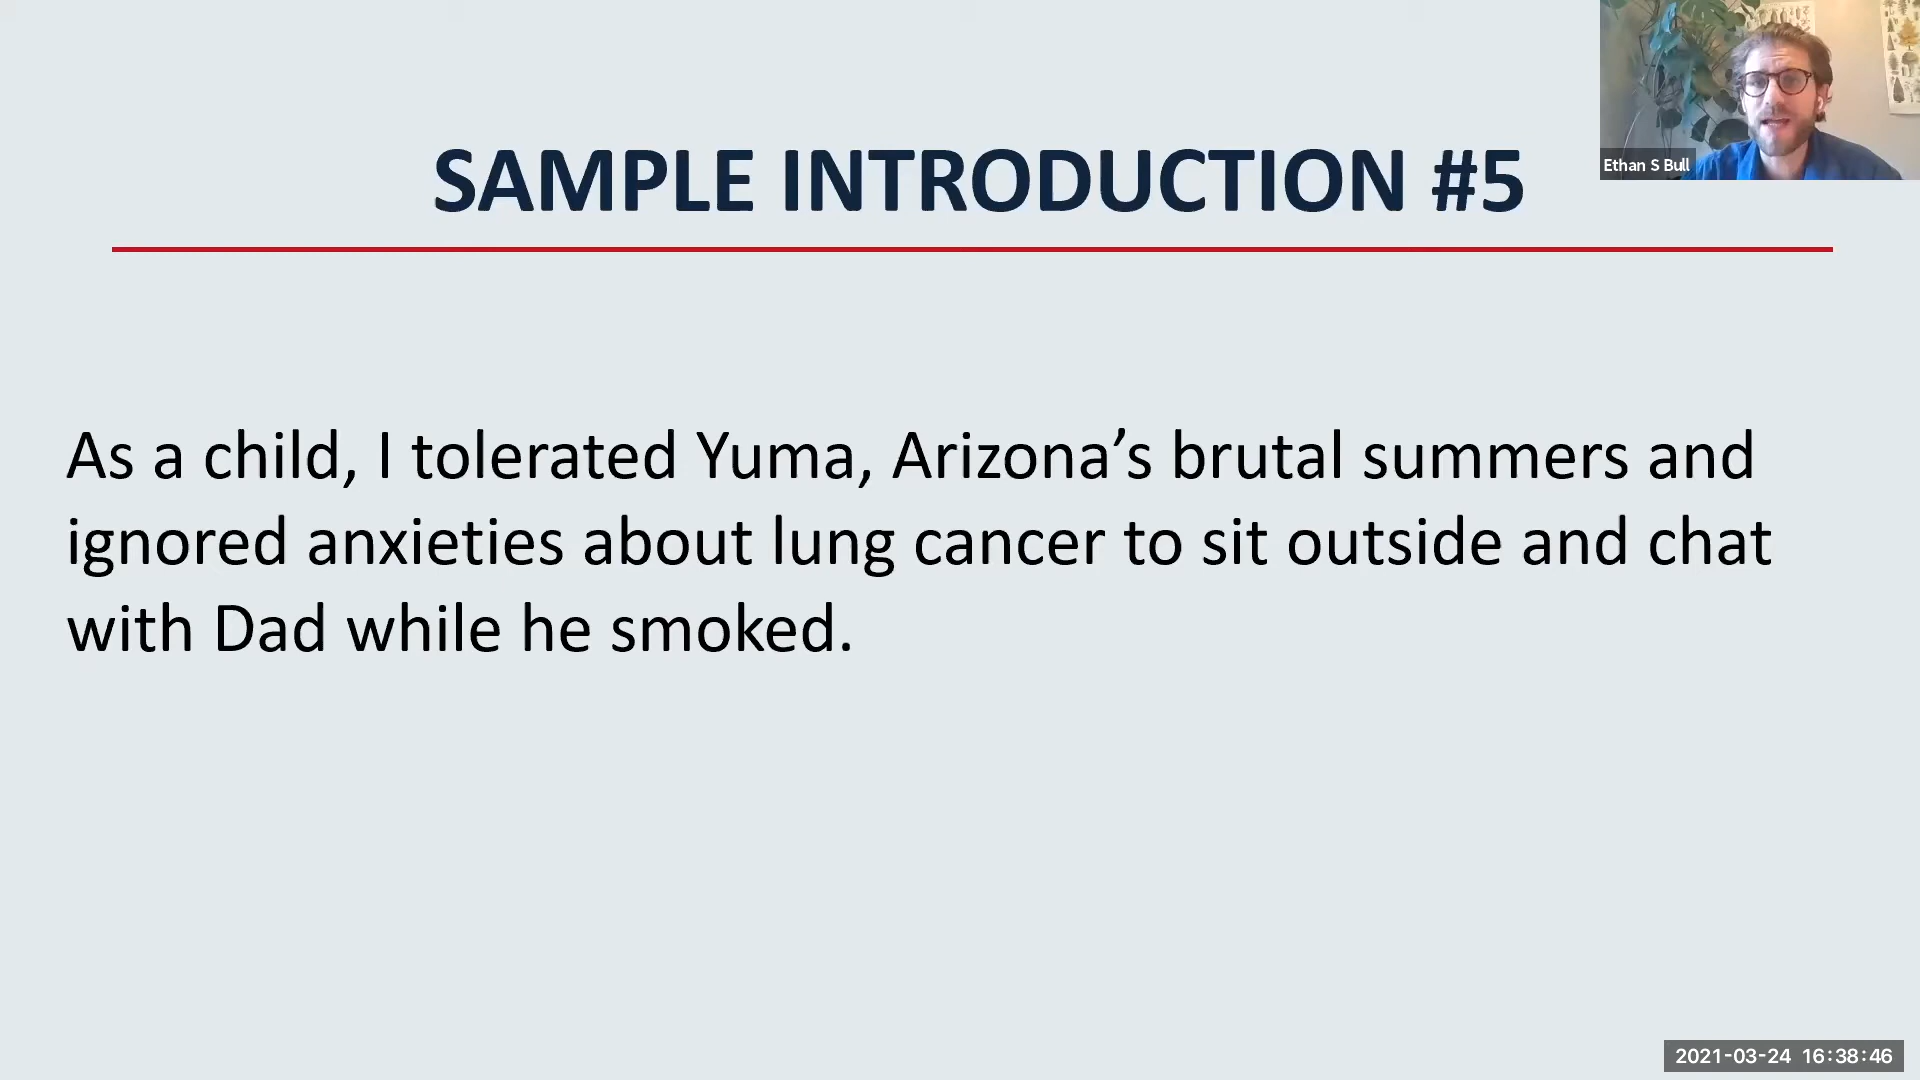 SAMPLE INTRODUCTION #5
Ethan S Bull
As a child, I tolerated Yuma, Arizona’s brutal summers and
ignored anxieties about lung cancer to sit outside and chat
with Dad while he smoked.
2021-03-24 16:38:46